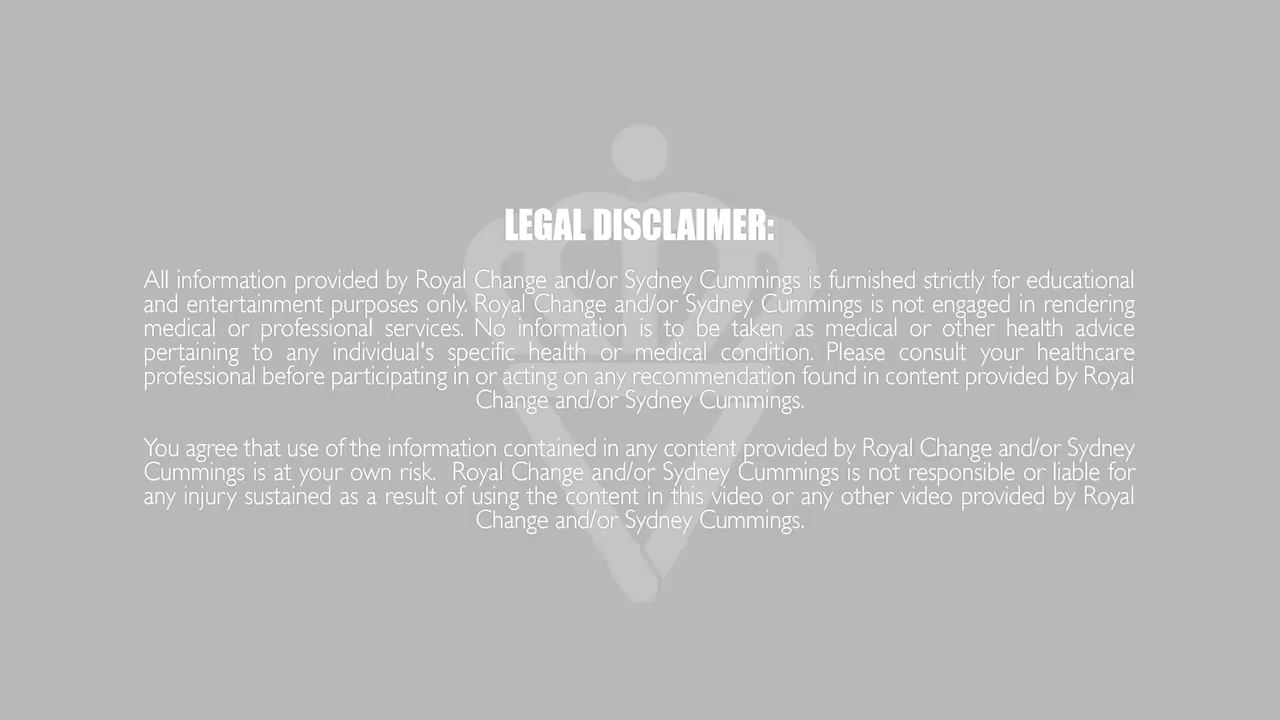 LEGAL DISCLAIMER:
All information provided by Royal Change and/or Sydney Cummings is furnished strictly for educational
and entertainment purposes only. Royal Change and/or Sydney Cummings is not engaged in rendering
medical or professional services. No information is to be taken as medical or other health advice
pertaining to any individual's specific health or medical condition. Please consult your healthcare
professional before participating in or acting on any recommendation found in content provided by Royal
Change and/or Sydney Cummings.
You agree that use of the information contained in any content provided by Royal Change and/or Sydney
Cummings is at your own risk.  Royal Change and/or Sydney Cummings is not responsible or liable for
any injury sustained as a result of using the content in this video or any other video provided by Royal
Change and/or Sydney Cummings.